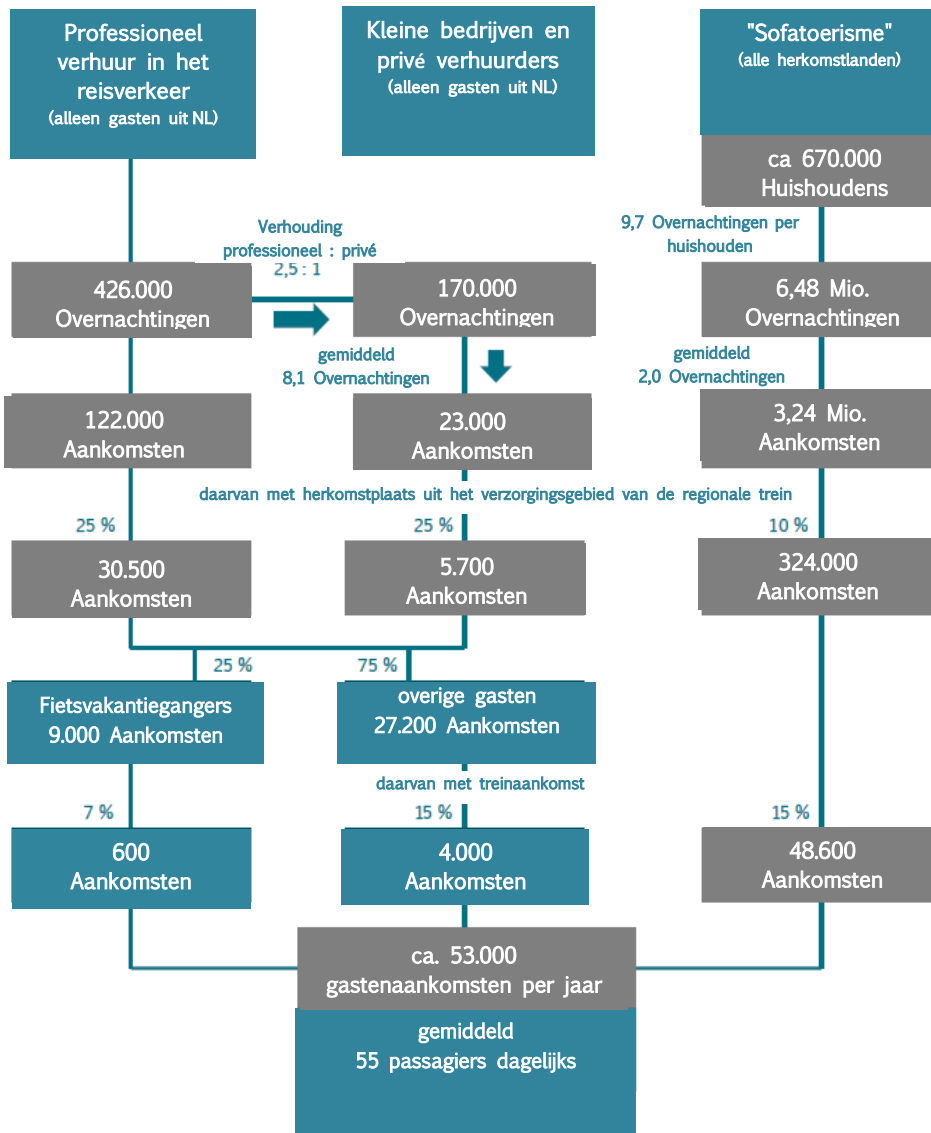 Professioneel
verhuur in het
reisverkeer
(alleen gasten uit NL)
Kleine bedrijven en
privé verhuurders
(alleen gasten uit NL)
"Sofatoerisme"
(alle herkomstlanden)
ca 670.000
Huishoudens
9,7 Overnachtingen per
huishouden
Verhouding
professioneel : privé
2,5 : 1
426.000
Overnachtingen
170.000
Overnachtingen
6,48 Mio.
Overnachtingen
gemiddeld
8,1 Overnachtingen
gemiddeld
2,0 Overnachtingen
122.000
Aankomsten
23.000
Aankomsten
3,24 Mio.
Aankomsten
daarvan met herkomstplaats uit het verzorgingsgebied van de regionale trein
25 %
25 %
10 %
30.500
Aankomsten
5.700
Aankomsten
324.000
Aankomsten
25 %
75 %
Fietsvakantiegangers
9.000 Aankomsten
overige gasten
27.200 Aankomsten
daarvan met treinaankomst
7 %
15 %
15 %
600
Aankomsten
4.000
Aankomsten
48.600
Aankomsten
ca. 53.000
gastenaankomsten per jaar
gemiddeld
55 passagiers dagelijks